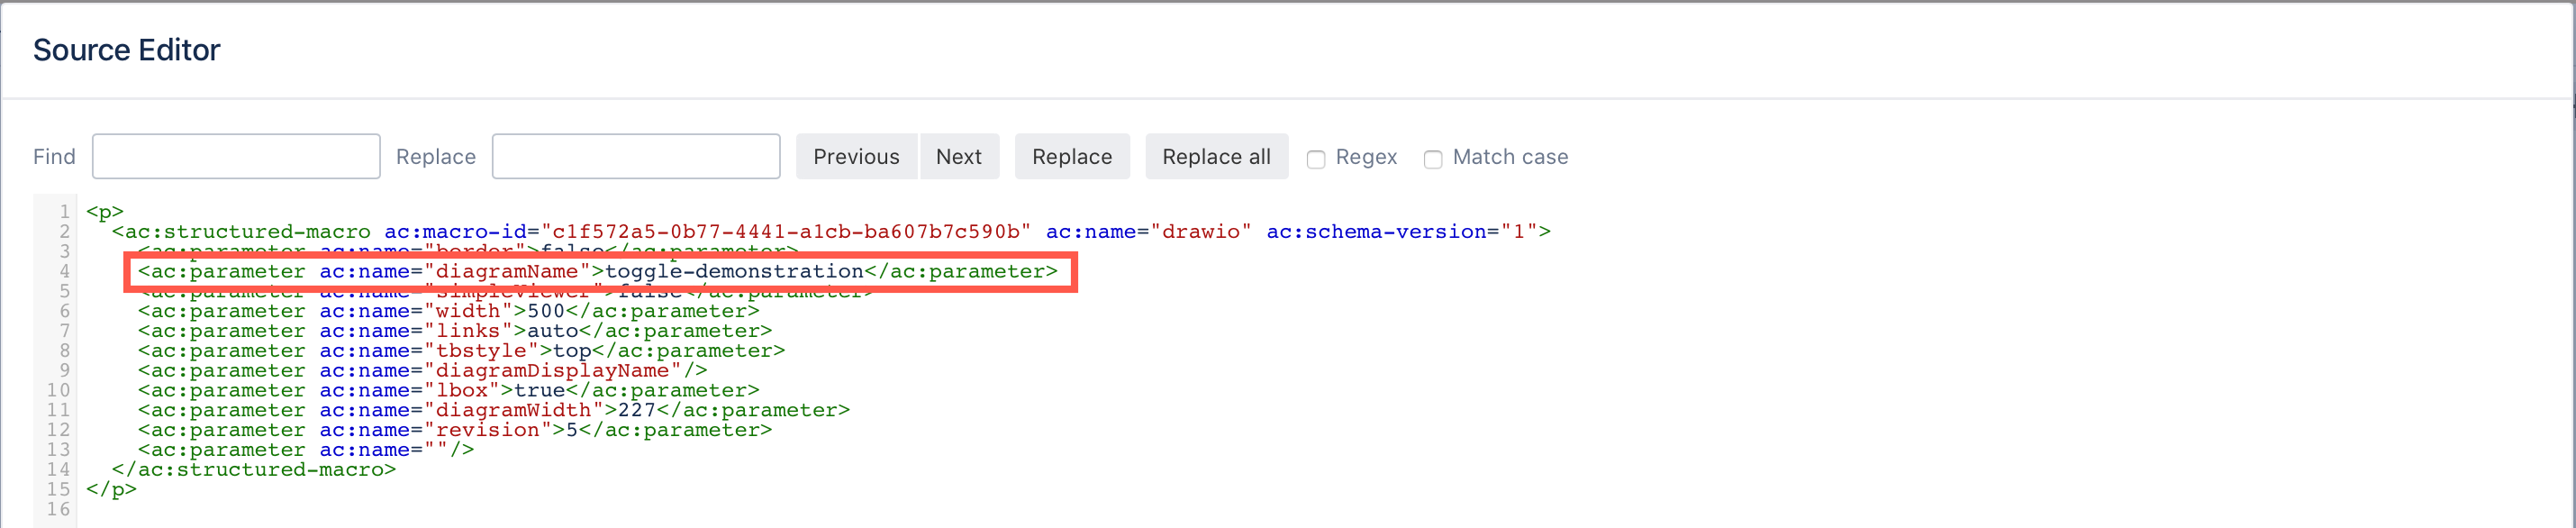 Source Editor
Find Replace Previous Next Replace Replace all Regex Match case
1 <p>
2 <ac:structured-macro ac:macro-id="c1f572a5-0b77-4441-a1cb-ba607b7c590b" ac:name="drawio" ac:schema-version="1">
3 <ac:parameter ac:name="border">false</ac:parameter>
4 <ac:parameter ac:name="diagramName">toggle-demonstration</ac:parameter>
5 <ac:parameter ac:name="simpleViewer">false</ac:parameter>
6 <ac:parameter ac:name="width">500</ac:parameter>
7 <ac:parameter ac:name="links">auto</ac:parameter>
8 <ac:parameter ac:name="tbstyle">top</ac:parameter>
9 <ac:parameter ac:name="diagramDisplayName"/>
10 <ac:parameter ac:name="lbox">true</ac:parameter>
11 <ac:parameter ac:name="diagramWidth">227</ac:parameter>
12 <ac:parameter ac:name="revision">5</ac:parameter>
13 <ac:parameter ac:name=""/>
14 </ac:structured-macro>
15 </p>
16